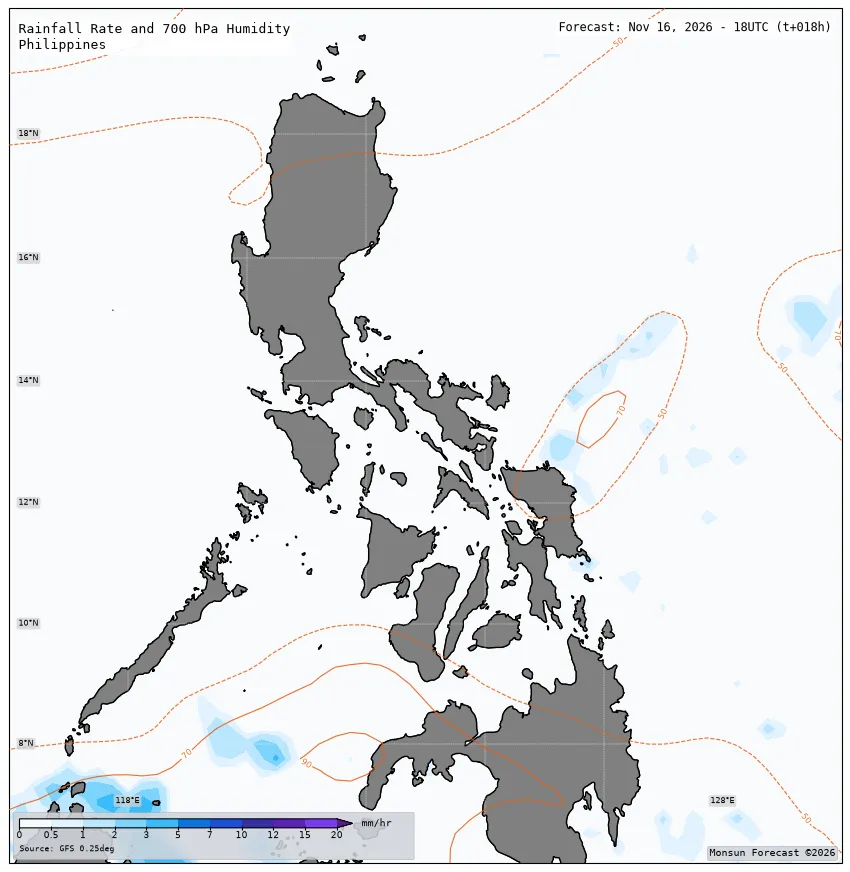 Rainfall Rate and 700 hPa Humidity
Philippines
Forecast: Nov 16, 2026 - 18UTC (t+018h)
50
18°N
16°N
70
14°N
50
70
50
12°N
10°N
8°N
70
90
118°E
128°E
50
mm/hr
0 0.5 1 2 3 5 7 10 12 15 20
Source: GFS 0.25deg
Monsun Forecast ©2026